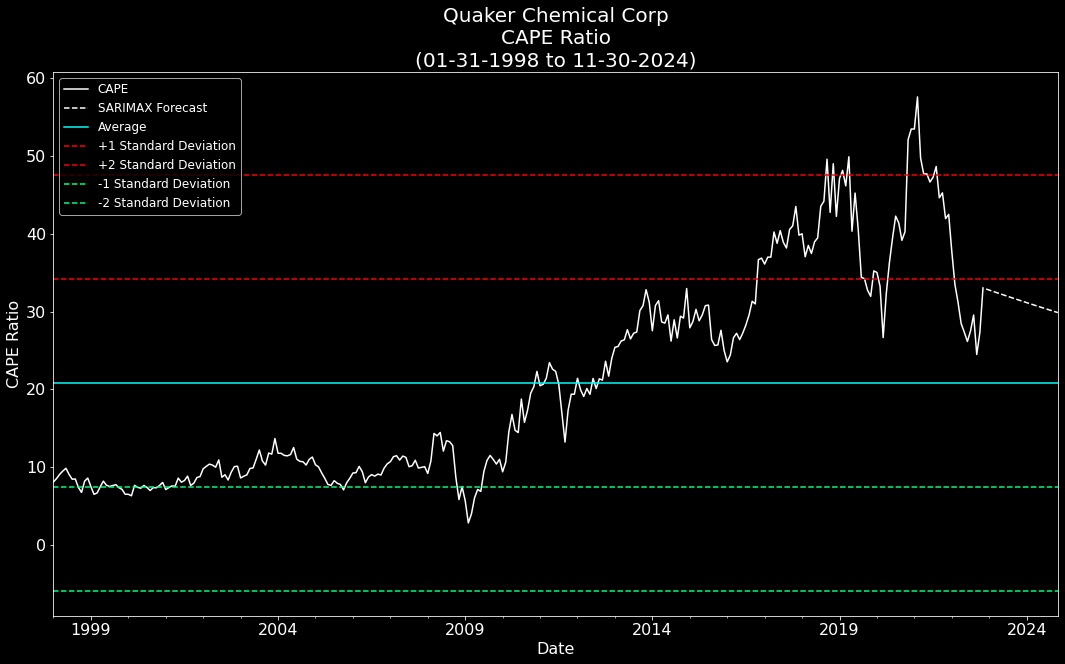 Quaker Chemical Corp
CAPE Ratio
(01-31-1998 to 11-30-2024)
CAPE
SARIMAX Forecast
Average
+1 Standard Deviation
+2 Standard Deviation
-1 Standard Deviation
-2 Standard Deviation
60
50
40
30
20
10
0
CAPE Ratio
1999 2004 2009 2014 2019 2024
Date